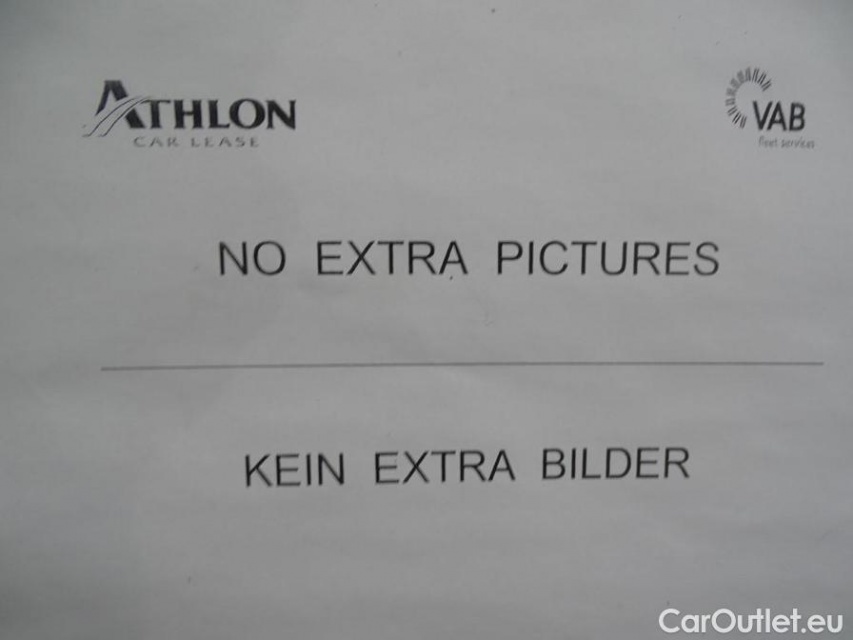 ATHLON
CAR LEASE
VAB
fleet services
NO EXTRA PICTURES
KEIN EXTRA BILDER
CarOutlet.eu